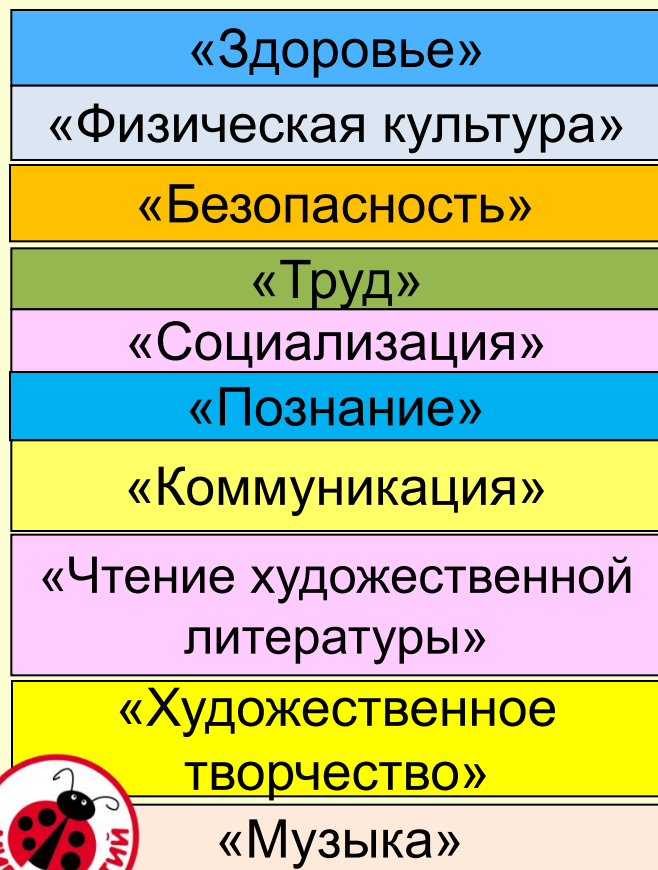 «Здоровье»
«Физическая культура»
«Безопасность»
«Труд»
«Социализация»
«Познание»
«Коммуникация»
«Чтение художественной
литературы»
«Художественное
творчество»
«Музыка»